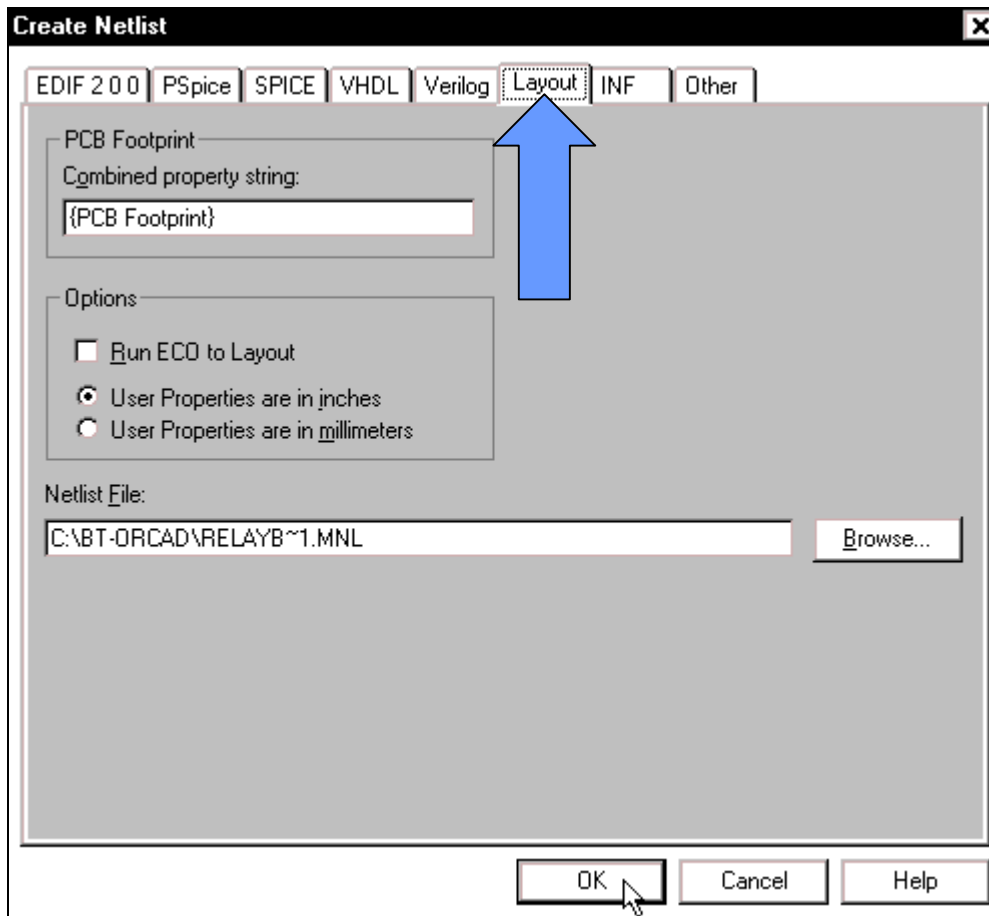 Create Netlist
EDIF 2 0 0 PSpice SPICE VHDL Verilog Layout INF Other
PCB Footprint
Combined property string:
{PCB Footprint}
Options
Run ECO to Layout
User Properties are in inches
User Properties are in millimeters
Netlist File:
C:\BT-ORCAD\RELAYB~1.MNL
Browse...
OK Cancel Help